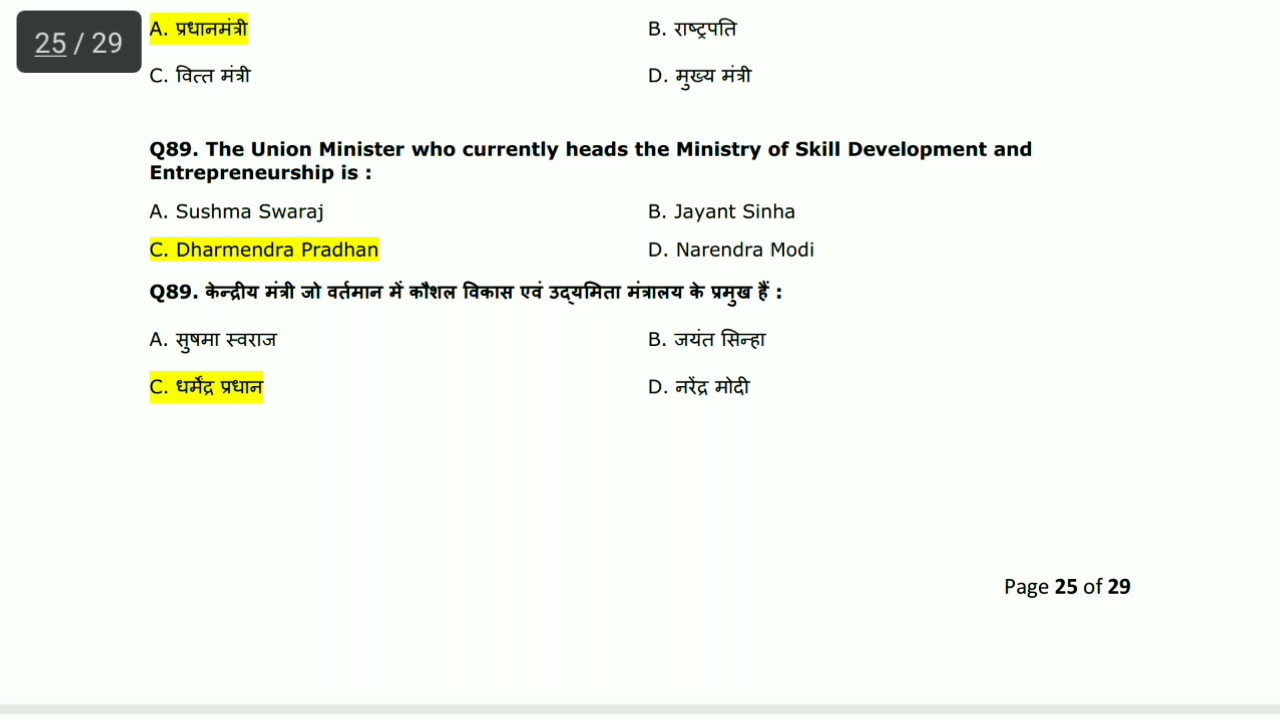 25 / 29
A. प्रधानमंत्री B. राष्ट्रपति
C. वित्त मंत्री D. मुख्य मंत्री
Q89. The Union Minister who currently heads the Ministry of Skill Development and
Entrepreneurship is :
A. Sushma Swaraj B. Jayant Sinha
C. Dharmendra Pradhan D. Narendra Modi
Q89. केन्द्रीय मंत्री जो वर्तमान में कौशल विकास एवं उद्यमिता मंत्रालय के प्रमुख हैं :
A. सुषमा स्वराज B. जयंत सिन्हा
C. धर्मेंद्र प्रधान D. नरेंद्र मोदी
Page 25 of 29